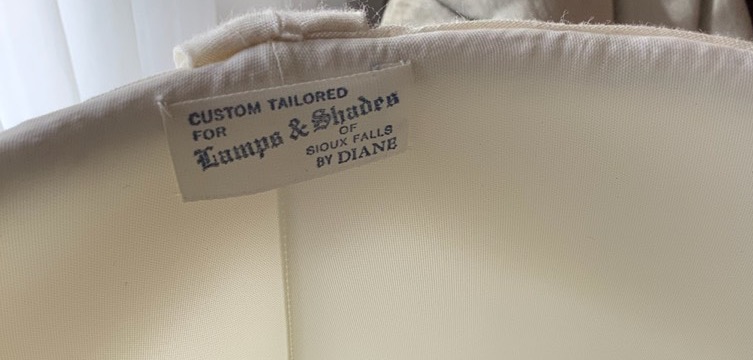 CUSTOM TAILORED
FOR
Lamps & Shades
OF
SIOUX FALLS
BY DIANE